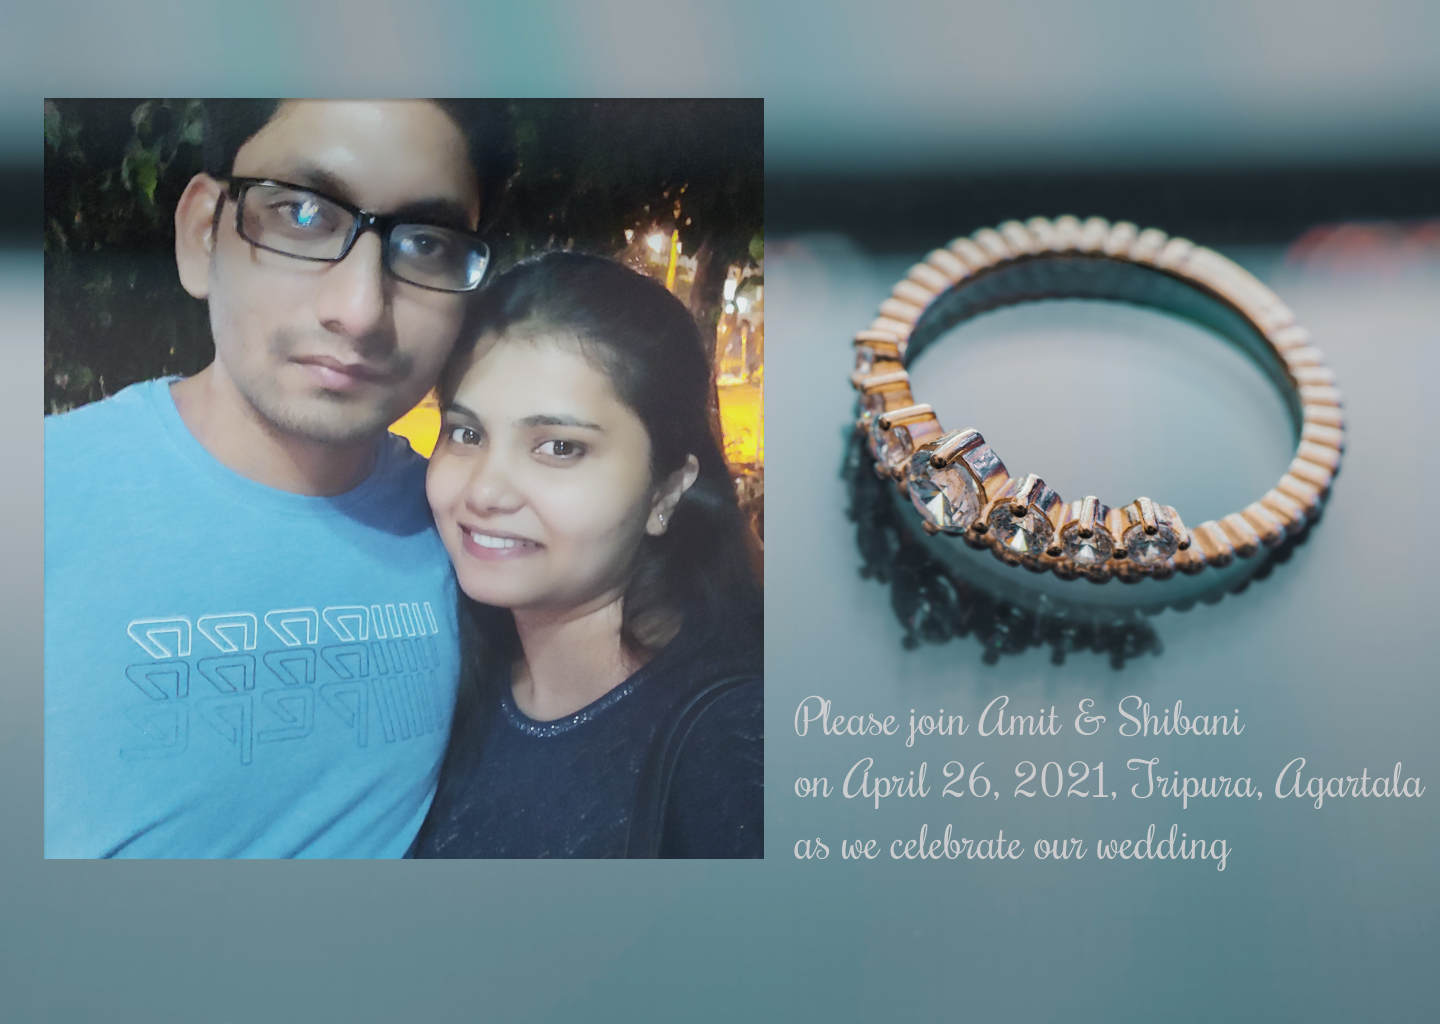 Please join Amit & Shibani
on April 26, 2021, Tripura, Agartala
as we celebrate our wedding